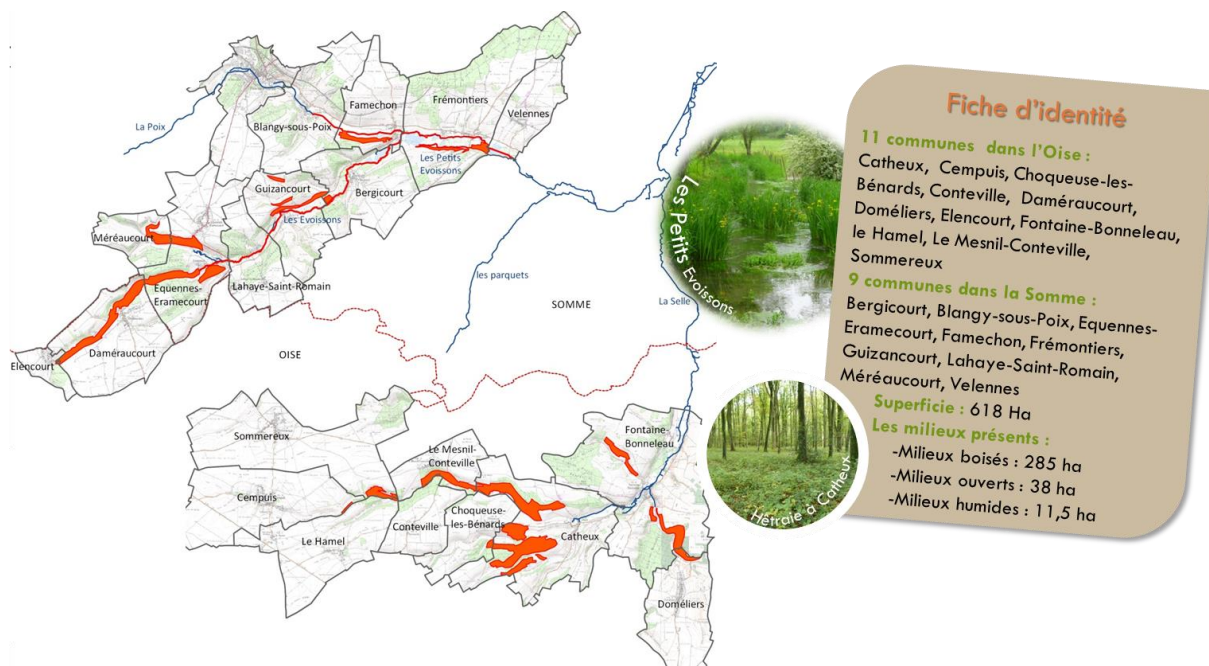 La Poix
Blangy-sous-Poix
Famechon
Frémontiers
Velennes
Les Petits
Evoissons
Guizancourt
Bergicourt
Les Evoissons
Méréaucourt
Equennes-
Eramecourt
Lahaye-Saint-Romain
Elencourt
Daméraucourt
OISE
SOMME
les parquets
La Selle
Sommereux
Le Mesnil-
Conteville
Fontaine-
Bonneleau
Cempuis
Choqueuse-
les-Bénards
Conteville
Le Hamel
Catheux
Doméliers
Les Petits Evoissons
Hêtraie à Catheux
Fiche d'identité
11 communes dans l'Oise :
Catheux, Cempuis, Choqueuse-les-
Bénards, Conteville, Daméraucourt,
Doméliers, Elencourt, Fontaine-Bonneleau,
le Hamel, Le Mesnil-Conteville,
Sommereux
9 communes dans la Somme :
Bergicourt, Blangy-sous-Poix, Equennes-
Eramecourt, Famechon, Frémontiers,
Guizancourt, Lahaye-Saint-Romain,
Méréaucourt, Velennes
Superficie : 618 Ha
Les milieux présents :
-Milieux boisés : 285 ha
-Milieux ouverts : 38 ha
-Milieux humides : 11,5 ha